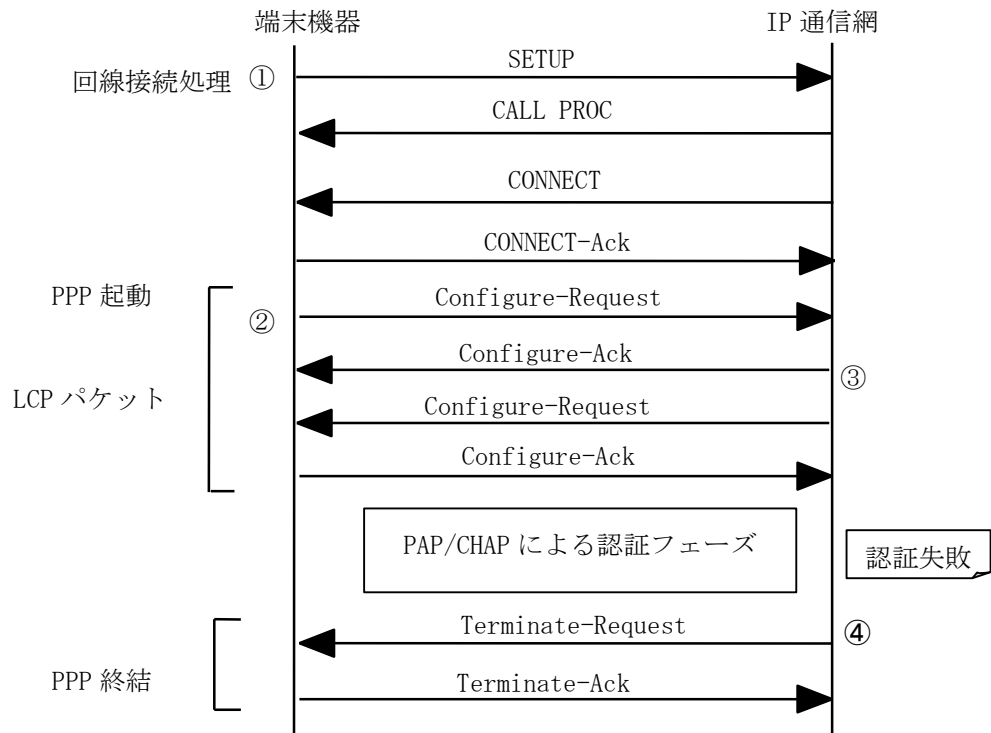 端末機器
IP 通信網
回線接続処理 ①
SETUP
CALL PROC
CONNECT
CONNECT-Ack
PPP 起動
②
Configure-Request
Configure-Ack
③
LCP パケット
Configure-Request
Configure-Ack
PAP/CHAP による認証フェーズ
認証失敗
Terminate-Request
④
PPP 終結
Terminate-Ack